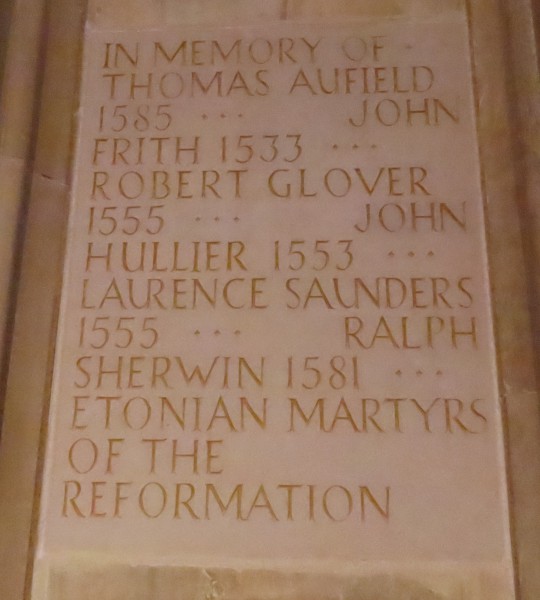 IN MEMORY OF
THOMAS AUFIELD
1585 ··· JOHN
FRITH 1533 ···
ROBERT GLOVER
1555 ··· JOHN
HULLIER 1553 ···
LAURENCE SAUNDERS
1555 ··· RALPH
SHERWIN 1581 ···
ETONIAN MARTYRS
OF THE
REFORMATION